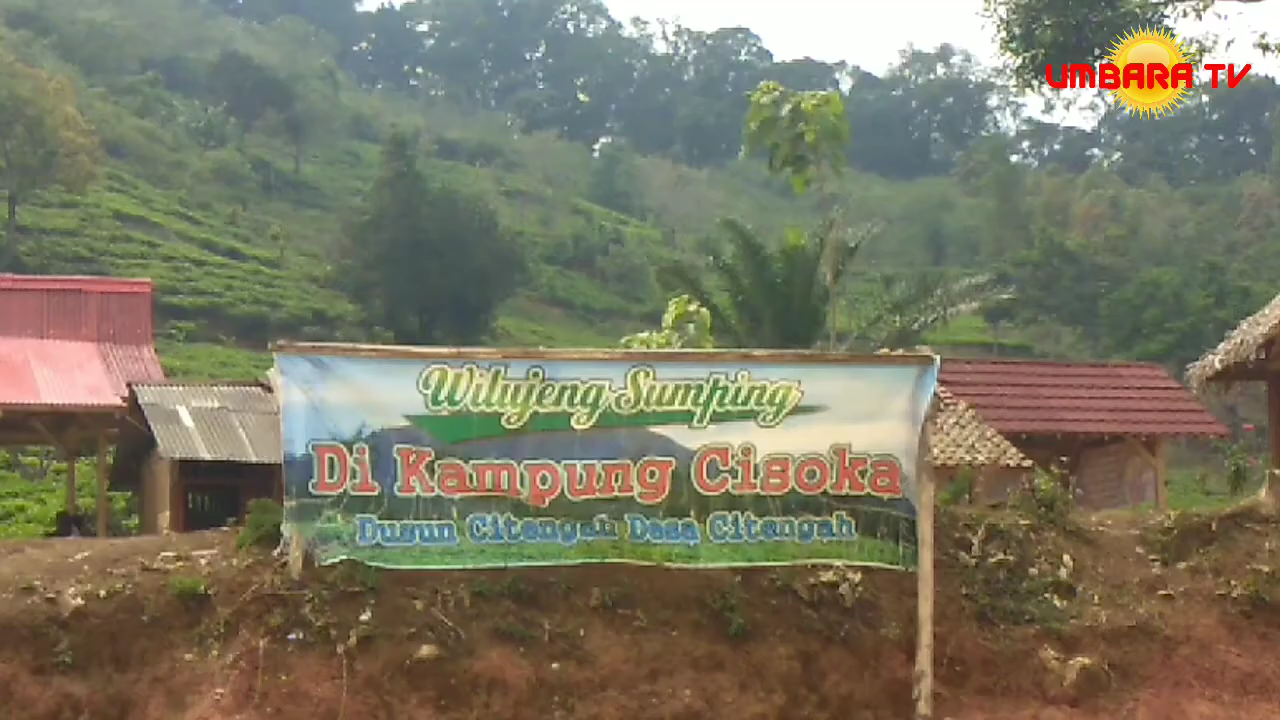 UMBARA TV
Wilujeng Sumping
Di Kampung Cisoka
Dusun Citengah Desa Citengah